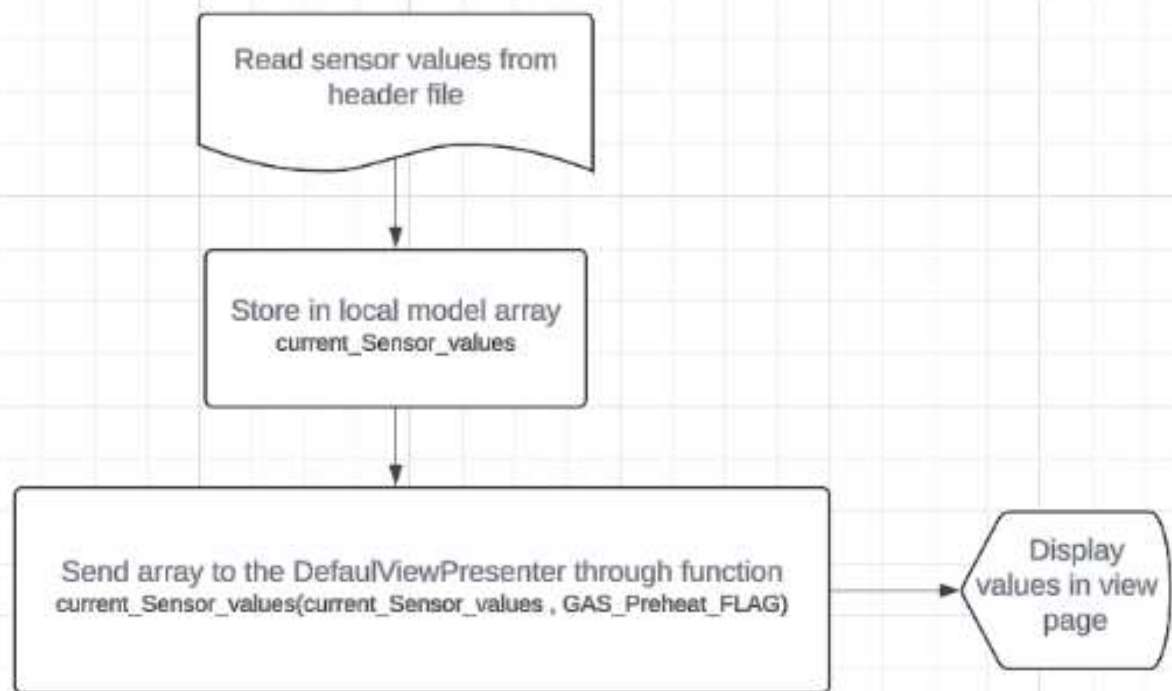 Read sensor values from
header file
Store in local model array
current_Sensor_values
Send array to the DefaulViewPresenter through function
current_Sensor_values(current_Sensor_values , GAS_Preheat_FLAG)
Display
values in view
page